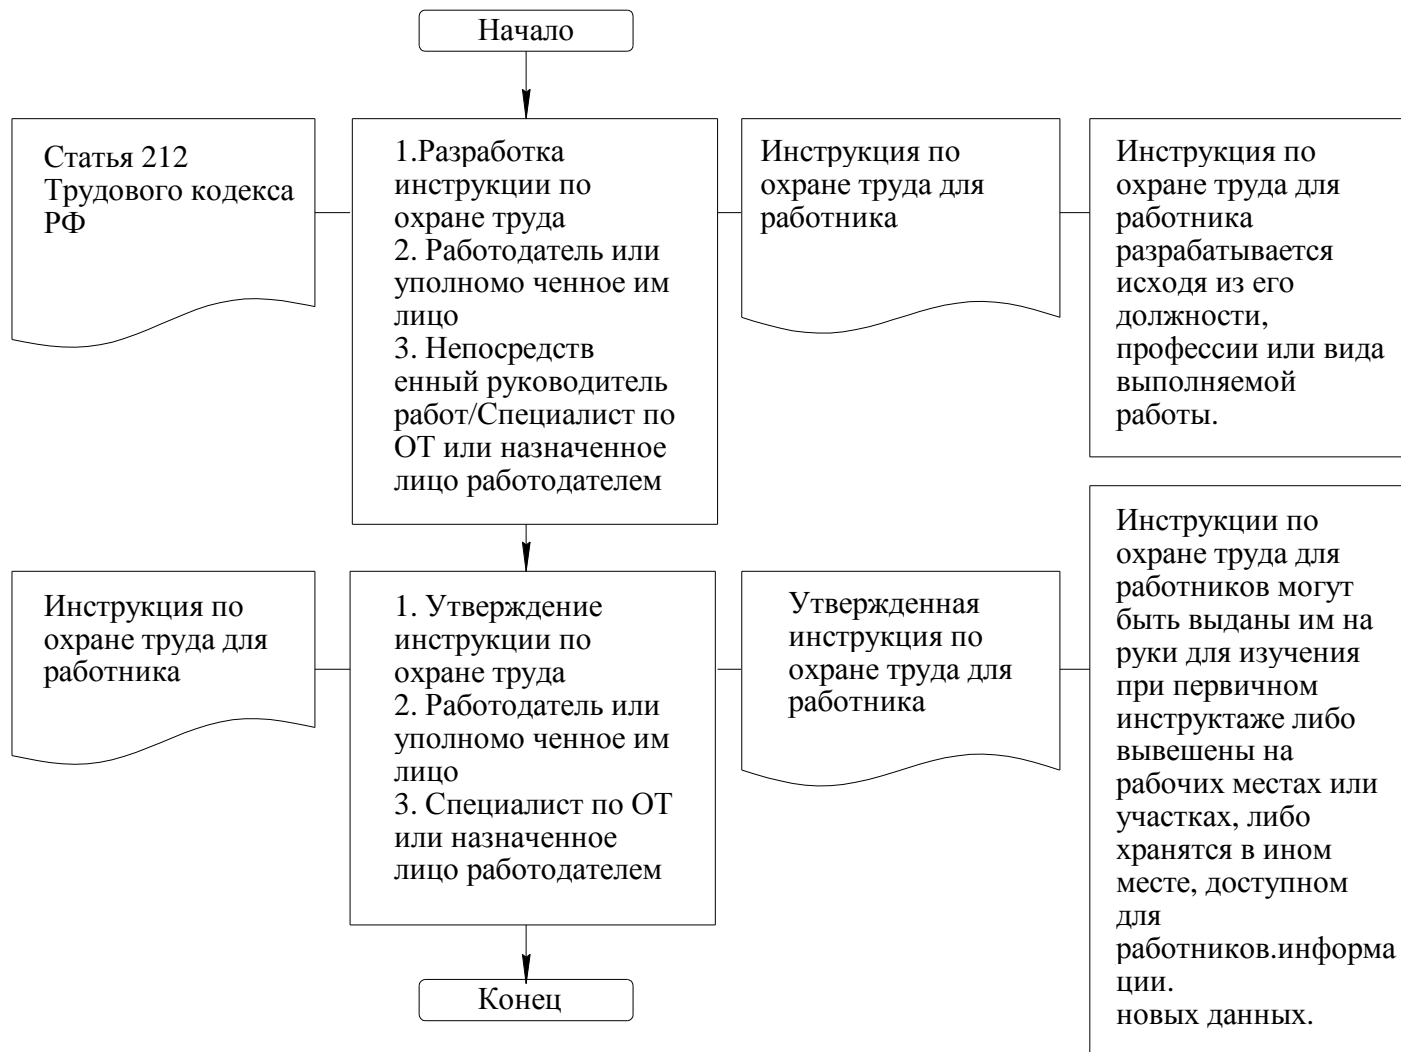 Начало
Статья 212
Трудового кодекса
РФ
1.Разработка
инструкции по
охране труда
2. Работодатель или
уполномо ченное им
лицо
3. Непосредств
енный руководитель
работ/Специалист по
ОТ или назначенное
лицо работодателем
Инструкция по
охране труда для
работника
Инструкция по
охране труда для
работника
разрабатывается
исходя из его
должности,
профессии или вида
выполняемой
работы.
Инструкция по
охране труда для
работника
1. Утверждение
инструкции по
охране труда
2. Работодатель или
уполномо ченное им
лицо
3. Специалист по ОТ
или назначенное
лицо работодателем
Утвержденная
инструкция по
охране труда для
работника
Инструкции по
охране труда для
работников могут
быть выданы им на
руки для изучения
при первичном
инструктаже либо
вывешены на
рабочих местах или
участках, либо
хранятся в ином
месте, доступном
для
работников.информа
ции.
новых данных.
Конец